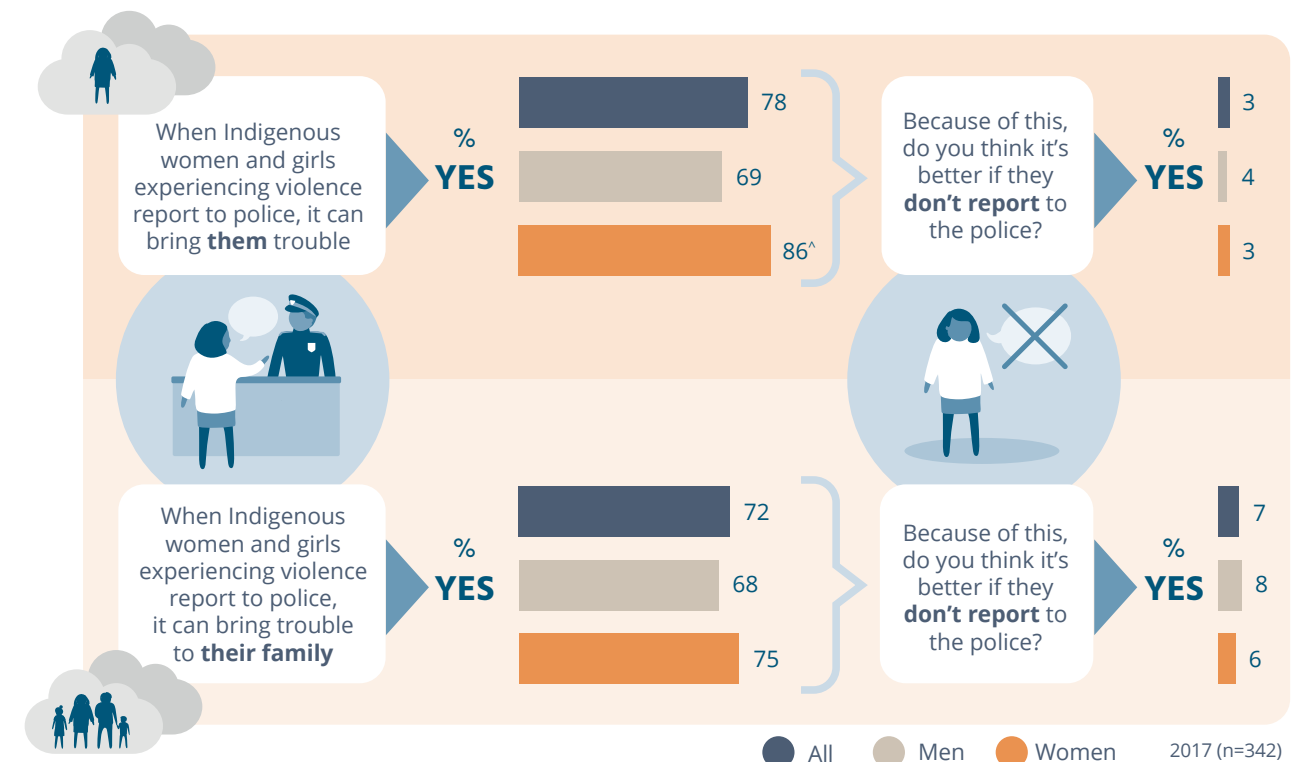 When Indigenous
women and girls
experiencing violence
report to police, it can
bring them trouble
%
YES
78
69
86^
Because of this,
do you think it's
better if they
don't report to
the police?
%
YES
3
4
3
When Indigenous
women and girls
experiencing violence
report to police,
it can bring trouble
to their family
%
YES
72
68
75
Because of this,
do you think it's
better if they
don't report to
the police?
%
YES
7
8
6
All Men Women 2017 (n=342)